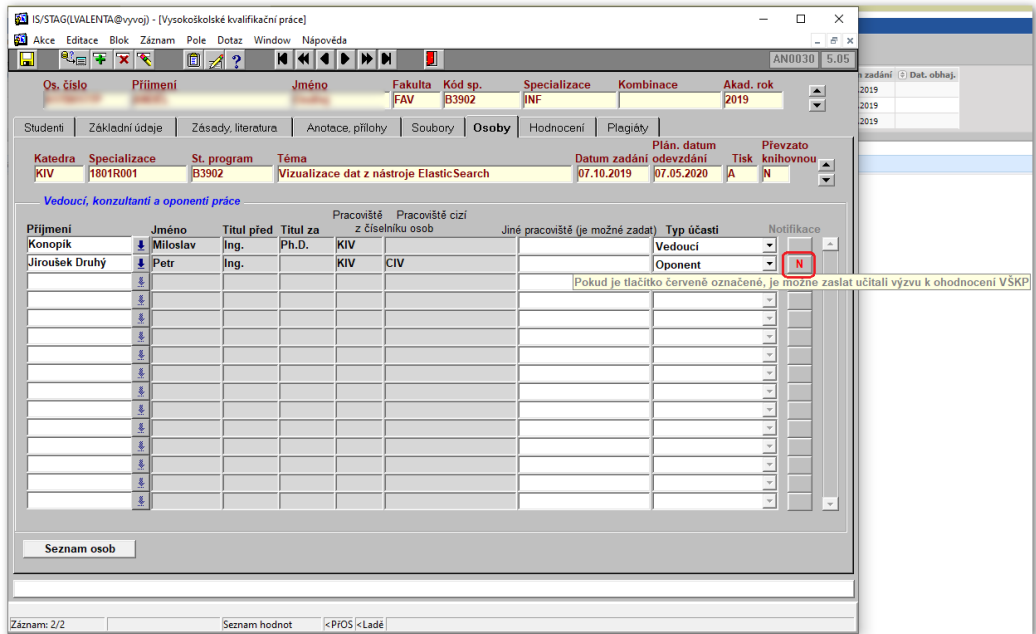 IS/STAG(LVALENTA@vyvoj) - [Vysokoškolské kvalifikační práce]
Akce Editace Blok Záznam Pole Dotaz Window Nápověda
AN0030 5.05
Os. číslo Příjmení Jméno Fakulta Kód sp. Specializace Kombinace Akad. rok
FAV B3902 INF 2019
zadání Dat. obhaj.
.2019
.2019
.2019
Studenti Základní údaje Zásady, literatura Anotace, přílohy Soubory Osoby Hodnocení Plagiáty
Plán. datum Převzato
Katedra Specializace St. program Téma Datum zadání odevzdání Tisk knihovnou
KIV 1801R001 B3902 Vizualizace dat z nástroje ElasticSearch 07.10.2019 07.05.2020 A N
Vedoucí, konzultanti a oponenti práce
Pracoviště Pracoviště cizí
Příjmení Jméno Titul před Titul za z číselníku osob Jiné pracoviště (je možné zadat) Typ účasti Notifikace
Konopík Miloslav Ing. Ph.D. KIV Vedoucí
Jiroušek Druhý Petr Ing. KIV CIV Oponent N
Pokud je tlačítko červeně označené, je možné zaslat učitali výzvu k ohodnocení VŠKP
Seznam osob
Záznam: 2/2 Seznam hodnot <PřOS <Ladě